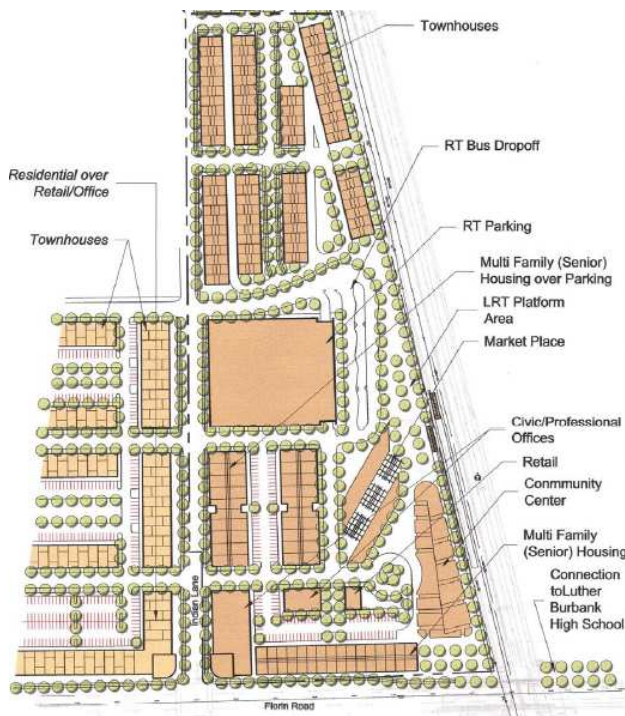 Townhouses
RT Bus Dropoff
Residential over
Retail/Office
Townhouses
RT Parking
Multi Family (Senior)
Housing over Parking
LRT Platform
Area
Market Place
Civic/Professional
Offices
Retail
Conmmunity
Center
Multi Family
(Senior) Housing
Connection
toLuther
Burbank
High School
Indian Lane
Florin Road